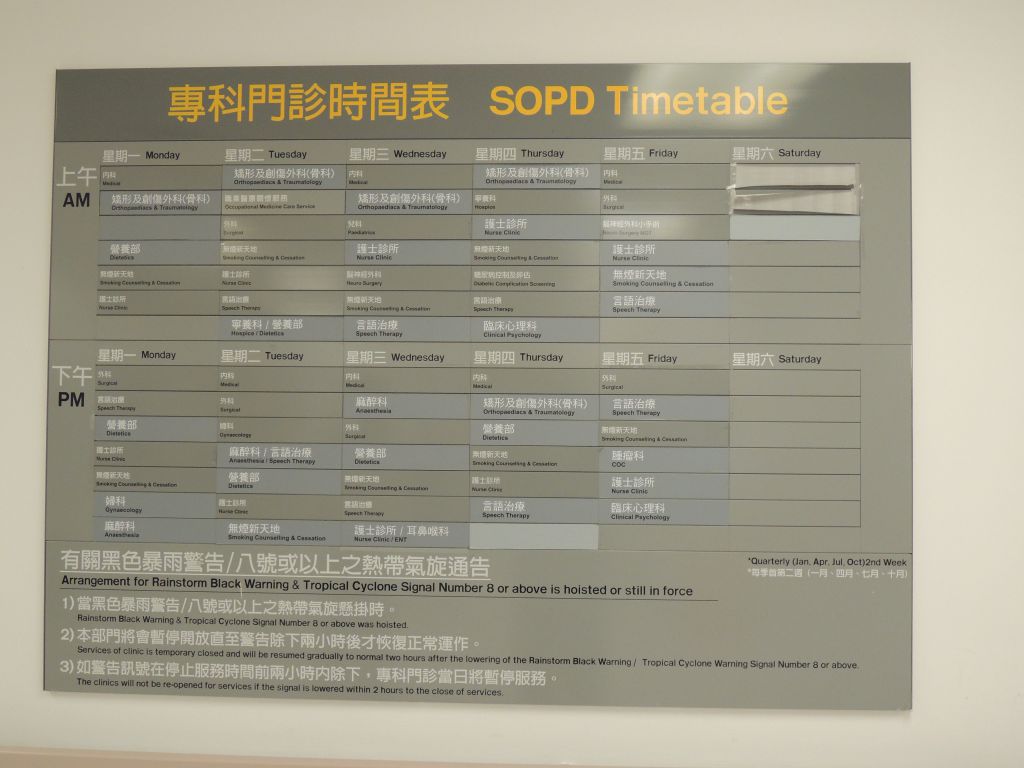 專科門診時間表 SOPD Timetable
星期一 Monday 星期二 Tuesday 星期三 Wednesday 星期四 Thursday 星期五 Friday 星期六 Saturday
上午
AM
內科 矯形及創傷外科(骨科) 內科 矯形及創傷外科(骨科) 內科
Medical Orthopaedics & Traumatology Medical Orthopaedics & Traumatology Medical
矯形及創傷外科(骨科) 職業醫療關懷服務 矯形及創傷外科(骨科) 寧養科 外科
Orthopaedics & Traumatology Occupational Medicine Care Service Orthopaedics & Traumatology Hospice Surgical
外科 兒科 護士診所 腦神經外科小手術
Surgical Paediatrics Nurse Clinic Neuro Surgery MOT
營養部 無煙新天地 護士診所 無煙新天地 護士診所
Dietetics Smoking Counselling & Cessation Nurse Clinic Smoking Counselling & Cessation Nurse Clinic
無煙新天地 護士診所 腦神經外科 糖尿病控制及評估 無煙新天地
Smoking Counselling & Cessation Nurse Clinic Neuro Surgery Diabetic Complication Screening Smoking Counselling & Cessation
護士診所 言語治療 無煙新天地 言語治療 言語治療
Nurse Clinic Speech Therapy Smoking Counselling & Cessation Speech Therapy Speech Therapy
寧養科 / 營養部 言語治療 臨床心理科
Hospice / Dietetics Speech Therapy Clinical Psychology
星期一 Monday 星期二 Tuesday 星期三 Wednesday 星期四 Thursday 星期五 Friday 星期六 Saturday
下午
PM
外科 內科 內科 內科 外科
Surgical Medical Medical Medical Surgical
言語治療 外科 麻醉科 矯形及創傷外科(骨科) 言語治療
Speech Therapy Surgical Anaesthesia Orthopaedics & Traumatology Speech Therapy
營養部 婦科 外科 營養部 無煙新天地
Dietetics Gynaecology Surgical Dietetics Smoking Counselling & Cessation
護士診所 麻醉科 / 言語治療 營養部 無煙新天地 腫瘤科
Nurse Clinic Anaesthesia / Speech Therapy Dietetics Smoking Counselling & Cessation COC
無煙新天地 營養部 無煙新天地 護士診所 護士診所
Smoking Counselling & Cessation Dietetics Smoking Counselling & Cessation Nurse Clinic Nurse Clinic
婦科 護士診所 言語治療 言語治療 臨床心理科
Gynaecology Nurse Clinic Speech Therapy Speech Therapy Clinical Psychology
麻醉科 無煙新天地 護士診所 / 耳鼻喉科
Anaesthesia Smoking Counselling & Cessation Nurse Clinic / ENT
有關黑色暴雨警告/八號或以上之熱帶氣旋通告
Arrangement for Rainstorm Black Warning & Tropical Cyclone Signal Number 8 or above is hoisted or still in force
*Quarterly (Jan, Apr, Jul, Oct)2nd Week
*每季首第二週 (一月、四月、七月、十月)
1) 當黑色暴雨警告/八號或以上之熱帶氣旋懸掛時。
Rainstorm Black Warning & Tropical Cyclone Signal Number 8 or above was hoisted.
2) 本部門將會暫停開放直至警告除下兩小時後才恢復正常運作。
Services of clinic is temporary closed and will be resumed gradually to normal two hours after the lowering of the Rainstorm Black Warning / Tropical Cyclone Warning Signal Number 8 or above.
3) 如警告訊號在停止服務時間前兩小時內除下，專科門診當日將暫停服務。
The clinics will not be re-opened for services if the signal is lowered within 2 hours to the close of services.